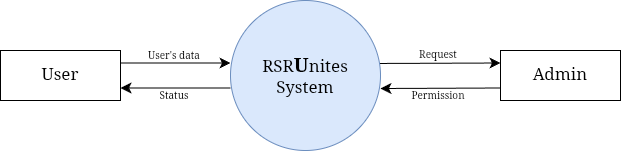 User
User's data
Status
RSRUnites
System
Request
Permission
Admin